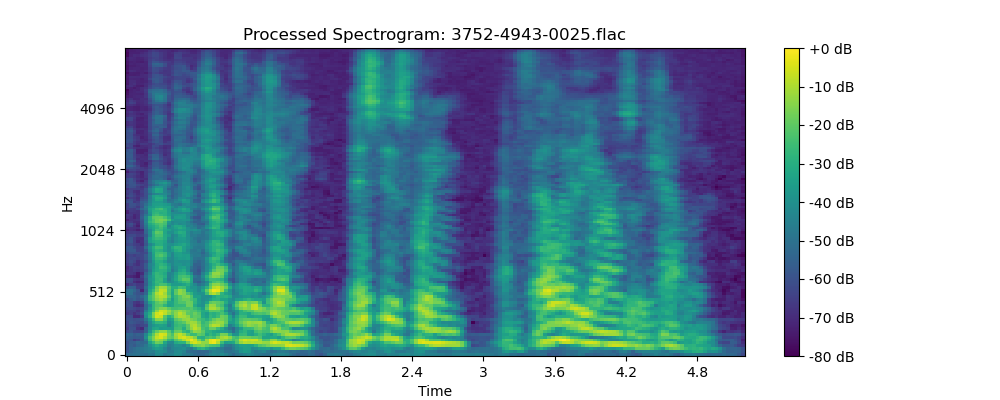 Processed Spectrogram: 3752-4943-0025.flac
Hz
4096
2048
1024
512
0
0 0.6 1.2 1.8 2.4 3 3.6 4.2 4.8
Time
+0 dB
-10 dB
-20 dB
-30 dB
-40 dB
-50 dB
-60 dB
-70 dB
-80 dB